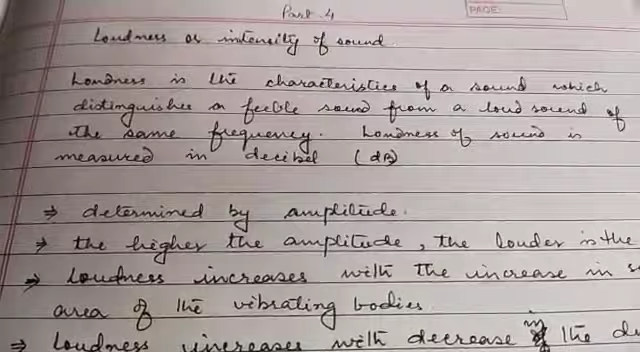 Part 4
PAGE:
Loudness or intensity of sound.
Loudness is the characteristics of a sound which
distinguishes a feeble sound from a loud sound of
the same frequency. Loudness of sound is
measured in decibel (dB)
⇒ determined by amplitude.
⇒ the higher the amplitude, the louder is the
⇒ Loudness increases with the increase in
area of the vibrating bodies.
⇒ Loudness increases with decrease in the